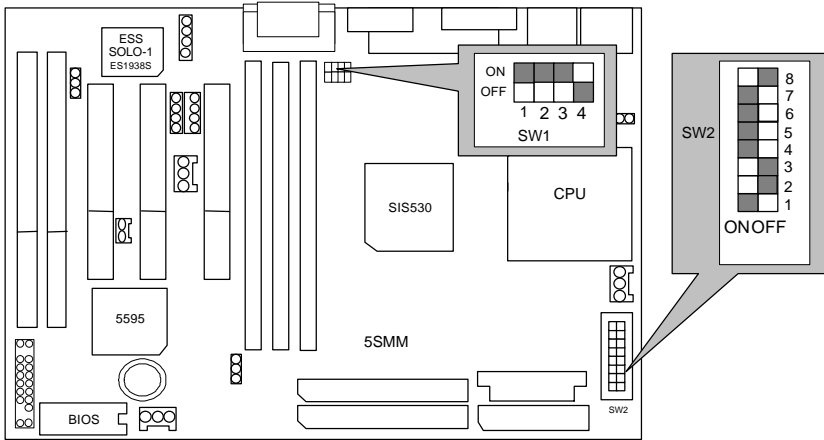 ESS
SOLO-1
ES1938S
ON
OFF
1 2 3 4
SW1
SW2
8
7
6
5
4
3
2
1
ONOFF
SIS530
CPU
5595
5SMM
BIOS
SW2